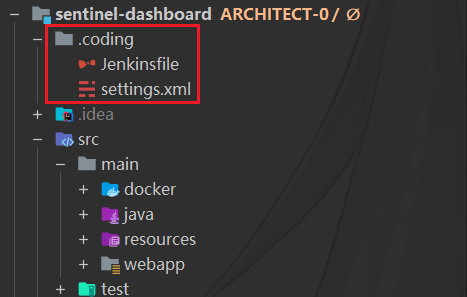 sentinel-dashboard ARCHITECT-0 / Ø
.coding
Jenkinsfile
settings.xml
.idea
src
main
docker
java
resources
webapp
test